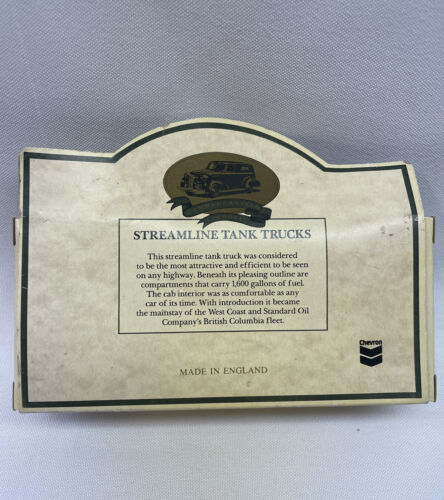 STREAMLINE TANK TRUCKS
This streamline tank truck was considered
to be the most attractive and efficient to be seen
on any highway. Beneath its pleasing outline are
compartments that carry 1,600 gallons of fuel.
The cab interior was as comfortable as any
car of its time. With introduction it became
the mainstay of the West Coast and Standard Oil
Company's British Columbia fleet.
Chevron
MADE IN ENGLAND